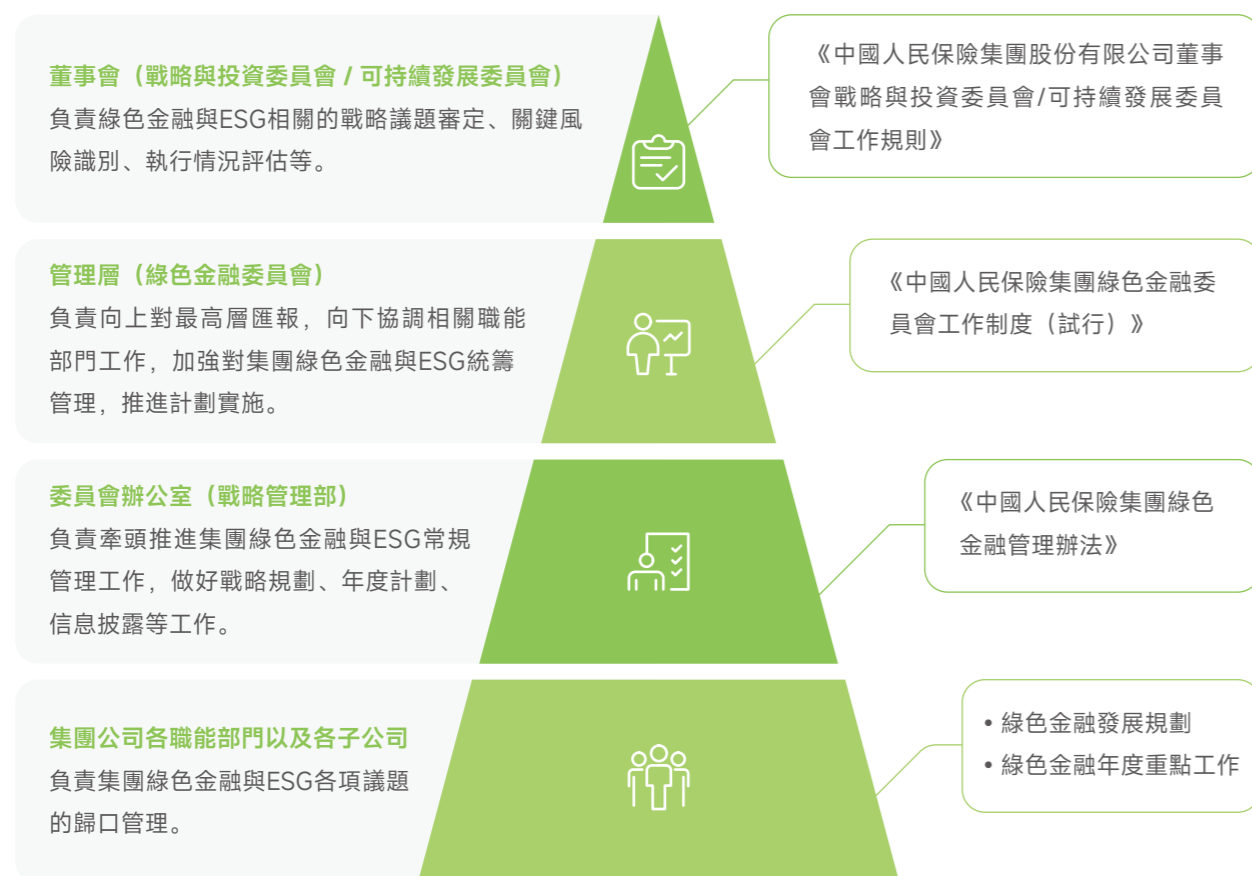 董事會（戰略與投資委員會 / 可持續發展委員會）
負責綠色金融與ESG相關的戰略議題審定、關鍵風
險識別、執行情況評估等。
《中國人民保險集團股份有限公司董事
會戰略與投資委員會/可持續發展委員
會工作規則》
管理層（綠色金融委員會）
負責向上對最高層匯報，向下協調相關職能
部門工作，加強對集團綠色金融與ESG統籌
管理，推進計劃實施。
《中國人民保險集團綠色金融委
員會工作制度（試行）》
委員會辦公室（戰略管理部）
負責牽頭推進集團綠色金融與ESG常規
管理工作，做好戰略規劃、年度計劃、
信息披露等工作。
《中國人民保險集團綠色
金融管理辦法》
集團公司各職能部門以及各子公司
負責集團綠色金融與ESG各項議題
的歸口管理。
• 綠色金融發展規劃
• 綠色金融年度重點工作